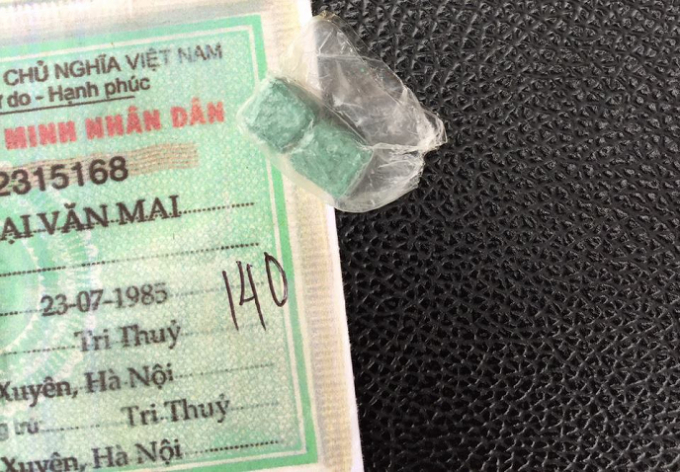 CHỦ NGHĨA VIỆT NAM
do - Hạnh phúc
MINH NHÂN DÂN
2315168
ẠI VĂN MAI
23-07-1985
140
Tri Thuỷ
Xuyên, Hà Nội
trú: Tri Thuỷ
Xuyên, Hà Nội